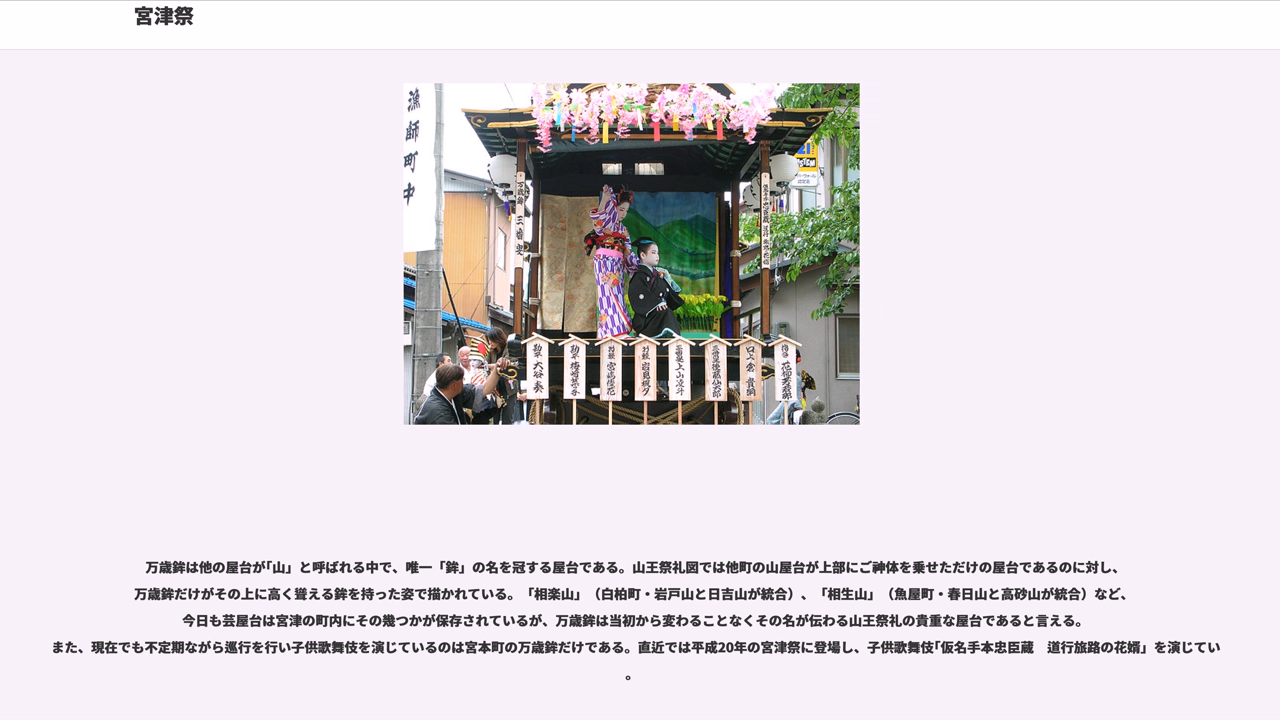 宮津祭
漁師町中
万歳鉾 三番叟
万歳鉾は他の屋台が｢山」と呼ばれる中で、唯一「鉾」の名を冠する屋台である。山王祭礼図では他町の山屋台が上部にご神体を乗せただけの屋台であるのに対し、
万歳鉾だけがその上に高く聳える鉾を持った姿で描かれている。「相楽山」（白柏町・岩戸山と日吉山が統合）、「相生山」（魚屋町・春日山と高砂山が統合）など、
今日も芸屋台は宮津の町内にその幾つかが保存されているが、万歳鉾は当初から変わることなくその名が伝わる山王祭礼の貴重な屋台であると言える。
また、現在でも不定期ながら巡行を行い子供歌舞伎を演じているのは宮本町の万歳鉾だけである。直近では平成20年の宮津祭に登場し、子供歌舞伎｢仮名手本忠臣蔵　道行旅路の花婿」を演じてい
。